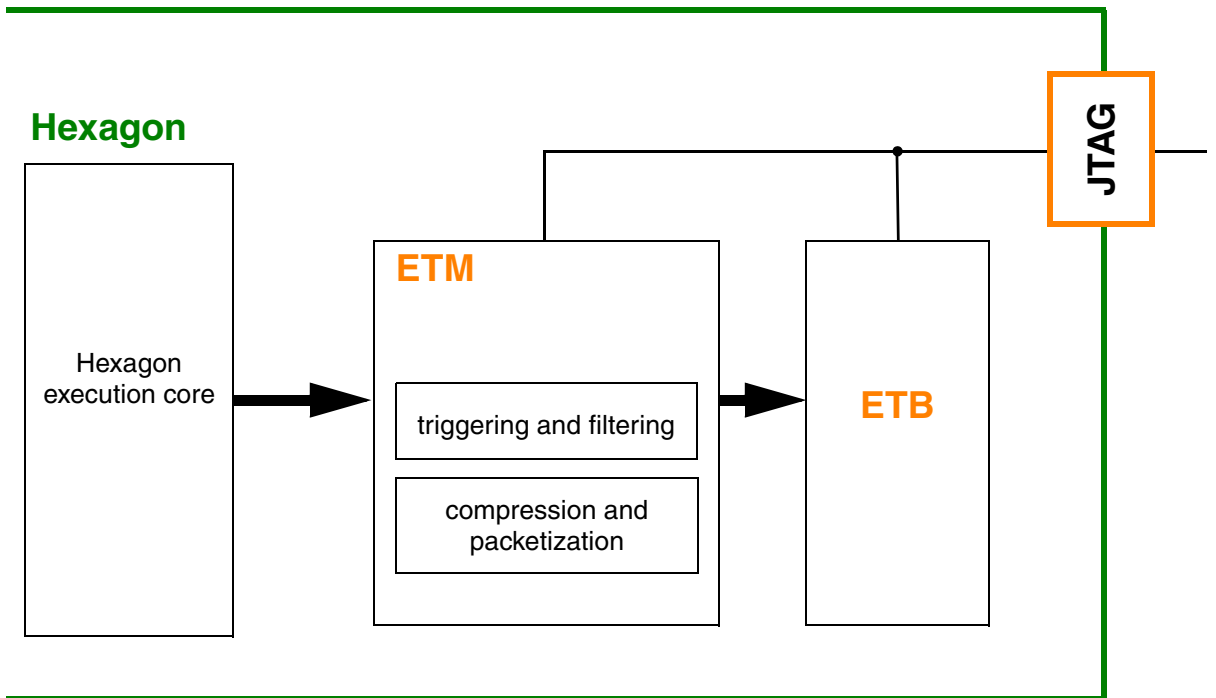 Hexagon
JTAG
ETM
Hexagon
execution core
triggering and filtering
ETB
compression and
packetization